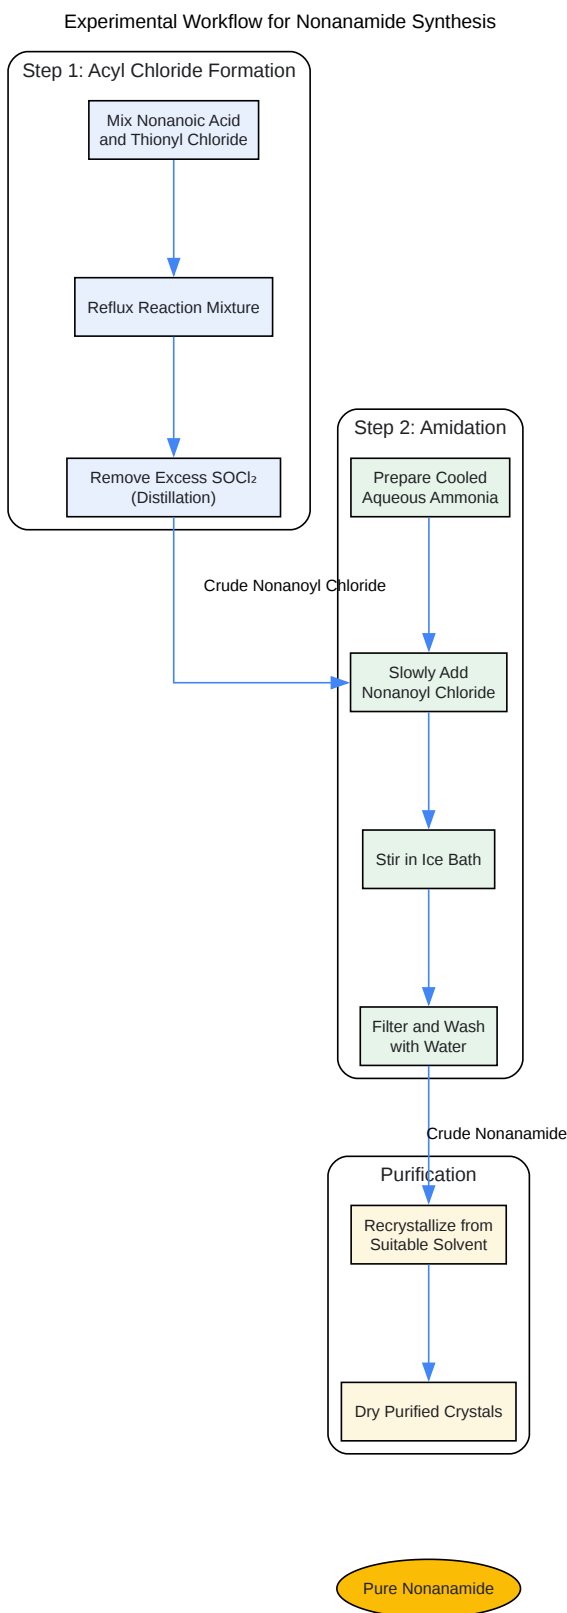 Experimental Workflow for Nonanamide Synthesis
Step 1: Acyl Chloride Formation
Mix Nonanoic Acid
and Thionyl Chloride
Reflux Reaction Mixture
Remove Excess SOCl₂
(Distillation)
Crude Nonanoyl Chloride
Step 2: Amidation
Prepare Cooled
Aqueous Ammonia
Slowly Add
Nonanoyl Chloride
Stir in Ice Bath
Filter and Wash
with Water
Crude Nonanamide
Purification
Recrystallize from
Suitable Solvent
Dry Purified Crystals
Pure Nonanamide